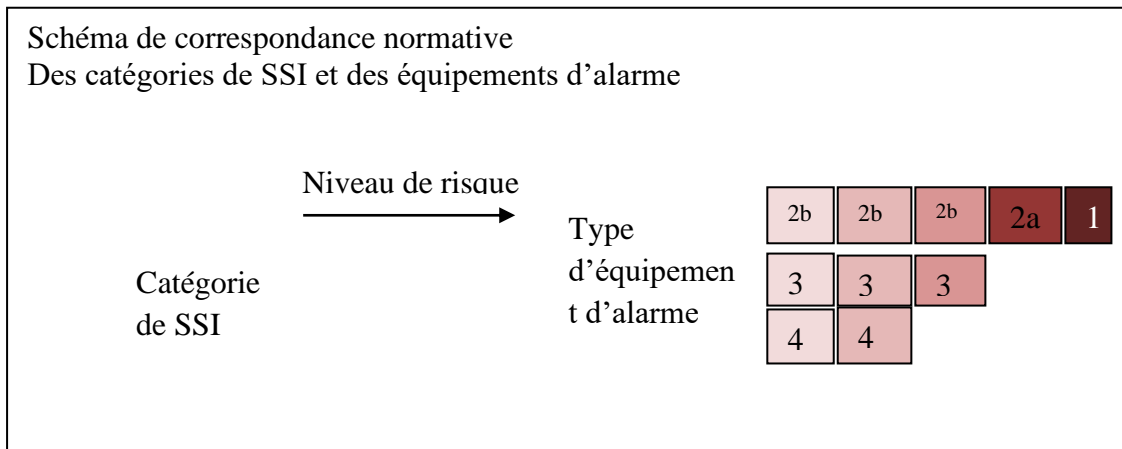 Schéma de correspondance normative
Des catégories de SSI et des équipements d’alarme
Niveau de risque
Catégorie
de SSI
Type
d’équipemen
t d’alarme
2b 2b 2b 2a 1
3 3 3
4 4